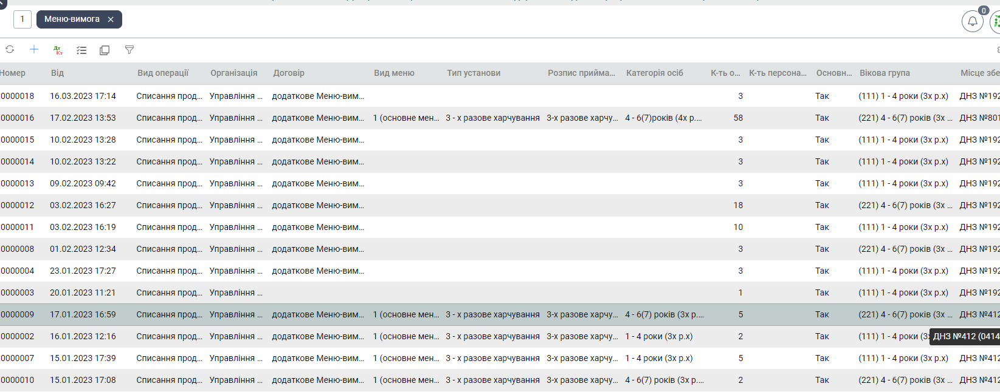 1 Меню-вимога
0
Дт Кт
Номер Від Вид операції Організація Договір Вид меню Тип установи Розпис прийма... Категорія осіб К-ть о... К-ть персона... Основн... Вікова група Місце збе
0000018 16.03.2023 17:14 Списання прод... Управління ... додаткове Меню-вим... 3 Так (111) 1 - 4 роки (3х р.х) ДНЗ №192
0000016 17.02.2023 13:53 Списання прод... Управління ... додаткове Меню-вим... 1 (основне мен... 3 - х разове харчування 3-х разове харчу... 4 - 6(7)років (4х р.... 58 Так (221) 4 - 6(7) років (3х ... ДНЗ №801
0000015 10.02.2023 13:28 Списання прод... Управління ... додаткове Меню-вим... 3 Так (111) 1 - 4 роки (3х р.х) ДНЗ №192
0000014 10.02.2023 13:22 Списання прод... Управління ... додаткове Меню-вим... 3 Так (111) 1 - 4 роки (3х р.х) ДНЗ №192
0000013 09.02.2023 09:42 Списання прод... Управління ... додаткове Меню-вим... 3 Так (111) 1 - 4 роки (3х р.х) ДНЗ №192
0000012 03.02.2023 16:27 Списання прод... Управління ... додаткове Меню-вим... 18 Так (221) 4 - 6(7) років (3х ... ДНЗ №192
0000011 03.02.2023 16:19 Списання прод... Управління ... додаткове Меню-вим... 10 Так (111) 1 - 4 роки (3х р.х) ДНЗ №192
0000008 01.02.2023 12:34 Списання прод... Управління ... додаткове Меню-вим... 3 Так (221) 4 - 6(7) років (3х ... ДНЗ №192
0000004 23.01.2023 17:27 Списання прод... Управління ... додаткове Меню-вим... 3 Так (111) 1 - 4 роки (3х р.х) ДНЗ №192
0000003 20.01.2023 11:21 Списання прод... Управління ... 1 Так (111) 1 - 4 роки (3х р.х) ДНЗ №192
0000009 17.01.2023 16:59 Списання прод... Управління ... додаткове Меню-вим... 1 (основне мен... 3 - х разове харчування 3-х разове харчу... 4 - 6(7) років (3х р.... 5 Так (221) 4 - 6(7) років (3х ... ДНЗ №412
0000002 16.01.2023 12:16 Списання прод... Управління ... додаткове Меню-вим... 1 (основне мен... 3 - х разове харчування 3-х разове харчу... 1 - 4 роки (3х р.х) 2 Так (111) 1 - 4 роки (3х ДНЗ №412 (0414
0000007 15.01.2023 17:39 Списання прод... Управління ... додаткове Меню-вим... 1 (основне мен... 3 - х разове харчування 3-х разове харчу... 1 - 4 роки (3х р.х) 5 Так (111) 1 - 4 роки (3х р.х) ДНЗ №412
0000010 15.01.2023 17:08 Списання прод... Управління ... додаткове Меню-вим... 1 (основне мен... 3 - х разове харчування 3-х разове харчу... 4 - 6(7) років (3х р.... 2 Так (221) 4 - 6(7) років (3х ... ДНЗ №412